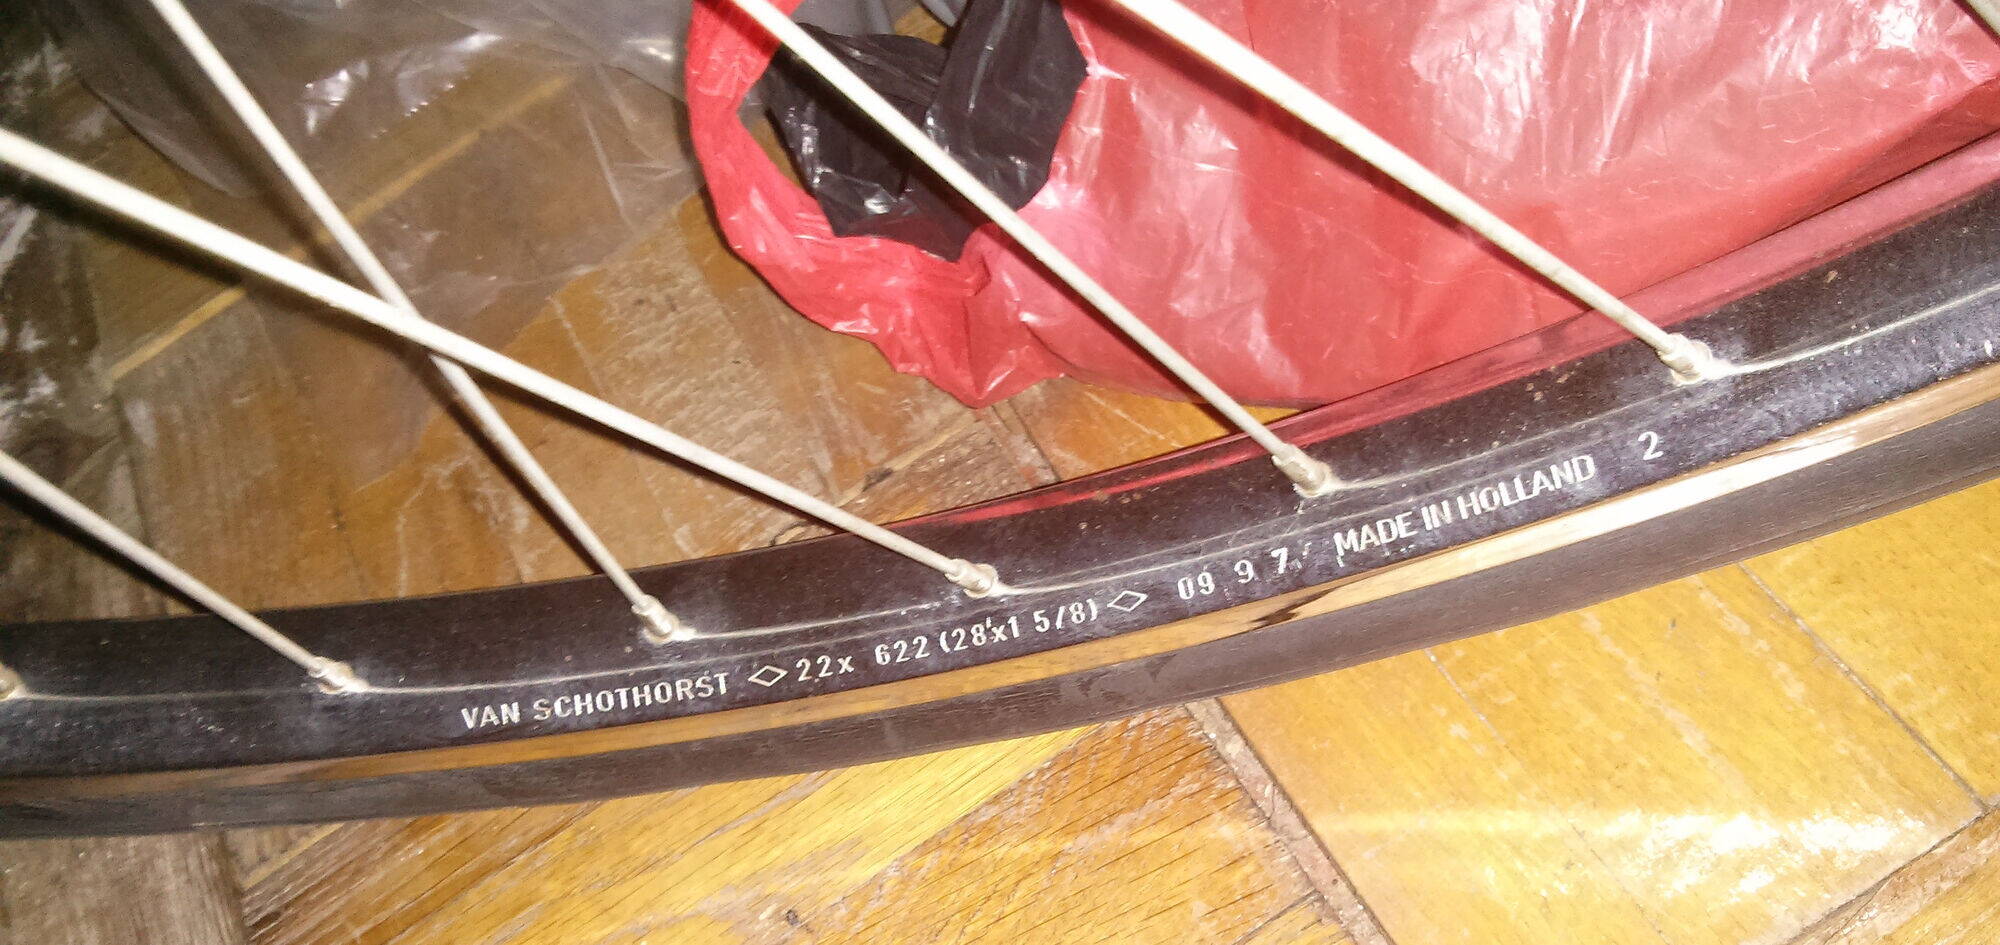 VAN SCHOTHORST ◇ 22x 622 (28'x1 5/8) ◇ 09 9 7 MADE IN HOLLAND 2